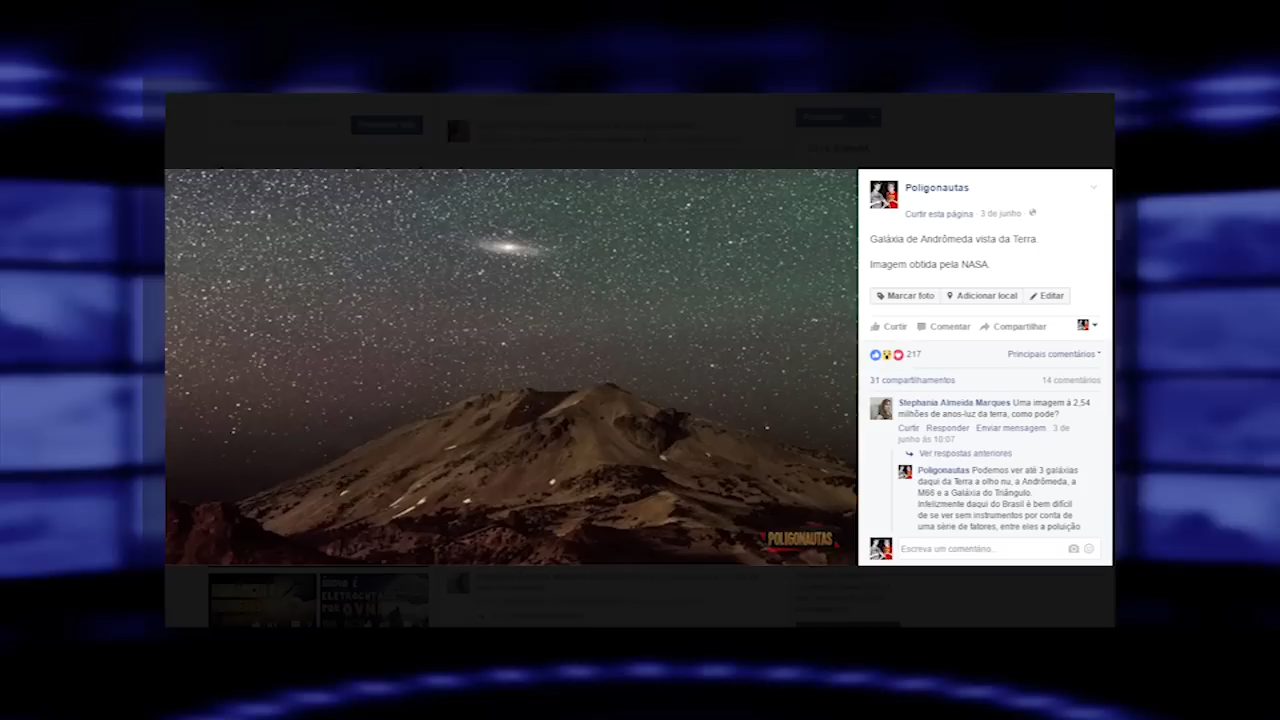 Poligonautas
Curtir esta página · 3 de junho ·
Galáxia de Andrômeda vista da Terra.
Imagem obtida pela NASA.
Marcar foto Adicionar local Editar
Curtir Comentar Compartilhar
217 Principais comentários
31 compartilhamentos 14 comentários
Stephania Almeida Marques Uma imagem á 2,54
milhões de anos-luz da terra, como pode?
Curtir Responder Enviar mensagem 3 de
junho às 10:07
Ver respostas anteriores
Poligonautas Podemos ver até 3 galáxias
daqui da Terra a olho nu, a Andrômeda, a
M66 e a Galáxia do Triângulo.
Infelizmente daqui do Brasil é bem difícil
de se ver sem instrumentos por conta de
uma série de fatores, entre eles a poluição
Escreva um comentário...
POLIGONAUTAS